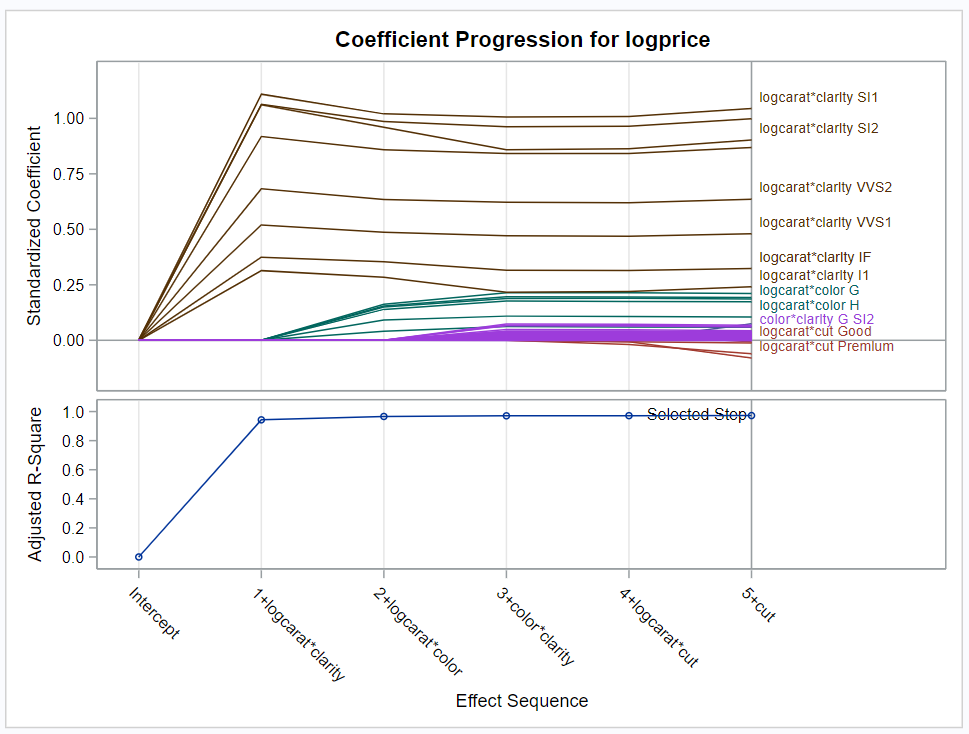 Coefficient Progression for logprice
Standardized Coefficient
1.00
0.75
0.50
0.25
0.00
logcarat*clarity SI1
logcarat*clarity SI2
logcarat*clarity VVS2
logcarat*clarity VVS1
logcarat*clarity IF
logcarat*clarity I1
logcarat*color G
logcarat*color H
color*clarity G SI2
logcarat*cut Good
logcarat*cut Premium
Adjusted R-Square
1.0
0.8
0.6
0.4
0.2
0.0
Selected Step
Intercept
1+logcarat*clarity
2+logcarat*color
3+color*clarity
4+logcarat*cut
5+cut
Effect Sequence